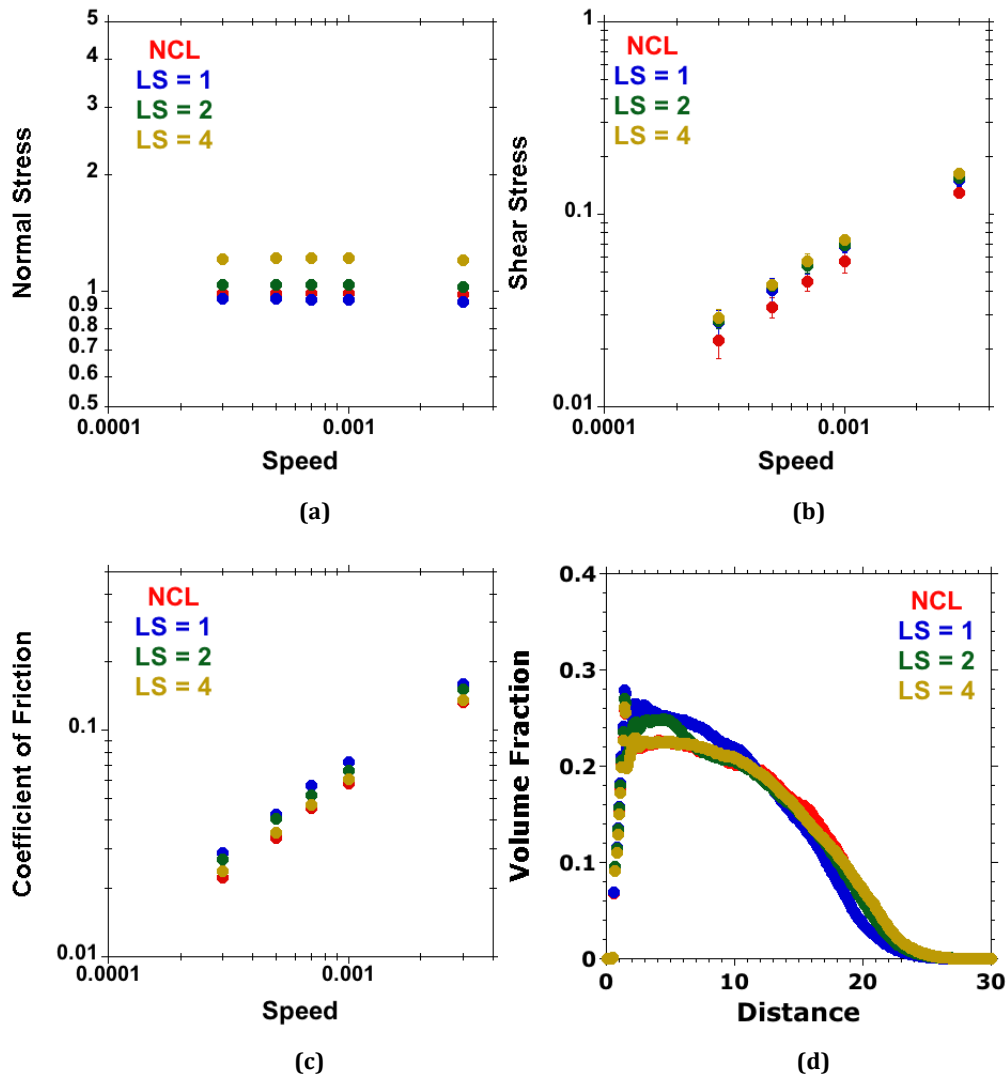 5
4
3
2
1
0.9
0.8
0.7
0.6
0.5
0.0001
0.001
Normal Stress
Speed
NCL
LS = 1
LS = 2
LS = 4
(a)
1
0.1
0.01
0.0001
0.001
Shear Stress
Speed
NCL
LS = 1
LS = 2
LS = 4
(b)
0.1
0.01
0.0001
0.001
Coefficient of Friction
Speed
NCL
LS = 1
LS = 2
LS = 4
(c)
0.4
0.3
0.2
0.1
0
0
10
20
30
Volume Fraction
Distance
NCL
LS = 1
LS = 2
LS = 4
(d)